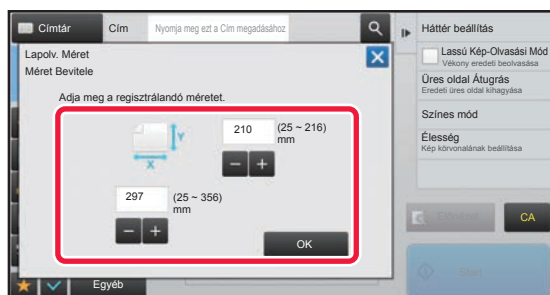 Címtár
Cím
Nyomja meg ezt a Cím megadásához
Lapolv. Méret
Méret Bevitele
Adja meg a regisztrálandó méretet.
Y
X
210
(25 ~ 216)
mm
297
(25 ~ 356)
mm
OK
Egyéb
Háttér beállítás
Lassú Kép-Olvasási Mód
Vékony eredeti beolvasása
Üres oldal Átugrás
Eredeti üres oldal kihagyása
Színes mód
Élesség
Kép körvonalának beállítása
Előnézet
CA
Start